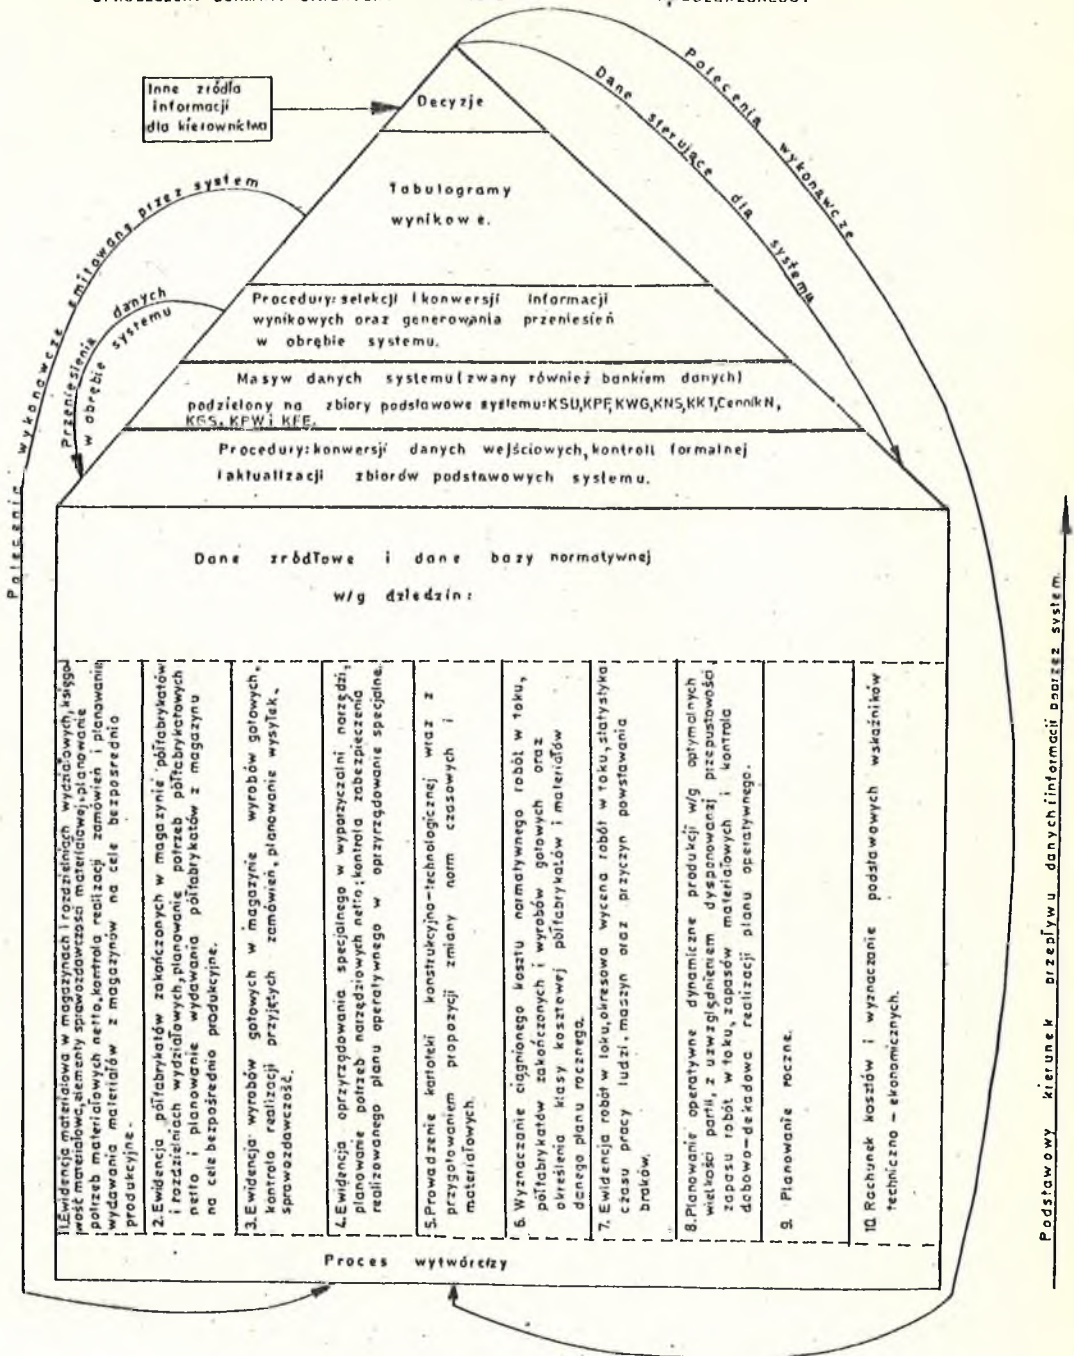 Inne zródła
informacji
dla kierownictwa
Decyzje
Polecenia wykonawcze
Dane sterujące dla systemu
Tabulogramy
wynikowe.
Polecenia wykonawcze emitowane przez system
Przeniesienia danych
w obrębie systemu
Procedury: selekcji i konwersji informacji
wynikowych oraz generowania przeniesień
w obrębie systemu.
Masyw danych systemu (zwany również bankiem danych)
podzielony na zbiory podstawowe systemu: KSU, KPF, KWG, KNS, KKT, Cennik N,
KGS, KPW i KFE.
Procedury: konwersji danych wejściowych, kontroli formalnej
i aktualizacji zbiorów podstawowych systemu.
Dane zródłowe i dane bazy normatywnej
w/g dziedzin:
1. Ewidencja materiałowa w magazynach i rozdzielniach wydziałowych, księgo-
wość materiałowa, elementy sprawozdawczości materiałowej, planowanie
potrzeb materiałowych netto, kontrola realizacji zamówień i planowanie
wydawania materiałów z magazynów na cele bezpośrednio
produkcyjne.
2. Ewidencja półfabrykatów zakończonych w magazynie półfabrykatów
i rozdzielniach wydziałowych, planowanie potrzeb półfabrykatowych
netto i planowanie wydawania półfabrykatów z magazynu
na cele bezpośrednio produkcyjne.
3. Ewidencja wyrobów gotowych w magazynie wyrobów gotowych,
kontrola realizacji przyjętych zamówień, planowanie wysyłek,
sprawozdawczość.
4. Ewidencja oprzyrządowania specjalnego w wypożyczalni narzędzi,
planowanie potrzeb narzędziowych netto; kontrola zabezpieczenia
realizowanego planu operatywnego w oprzyrządowanie specjalne.
5. Prowadzenie kartoteki konstrukcyjno-technologicznej wraz z
przygotowaniem propozycji zmiany norm czasowych i
materiałowych.
6. Wyznaczanie ciągnionego kosztu normatywnego robót w toku,
półfabrykatów zakończonych i wyrobów gotowych oraz
określenia klasy kosztowej półfabrykatów i materiałów
danego planu rocznego.
7. Ewidencja robót w toku, okresowa wycena robót w toku, statystyka
czasu pracy ludzi, maszyn oraz przyczyn powstawania
braków.
8. Planowanie operatywne dynamiczne produkcji w/g optymalnych
wielkości partii, z uwzględnieniem dysponowanej przepustowości
zapasu robót w toku, zapasów materiałowych i kontrola
dobowo-dekadowa realizacji planu operatywnego.
9. Planowanie roczne.
10. Rachunek kosztów i wyznaczanie podstawowych wskaźników
techniczno-ekonomicznych.
Proces wytwórczy
Podstawowy kierunek przepływu danych i informacji poprzez system.